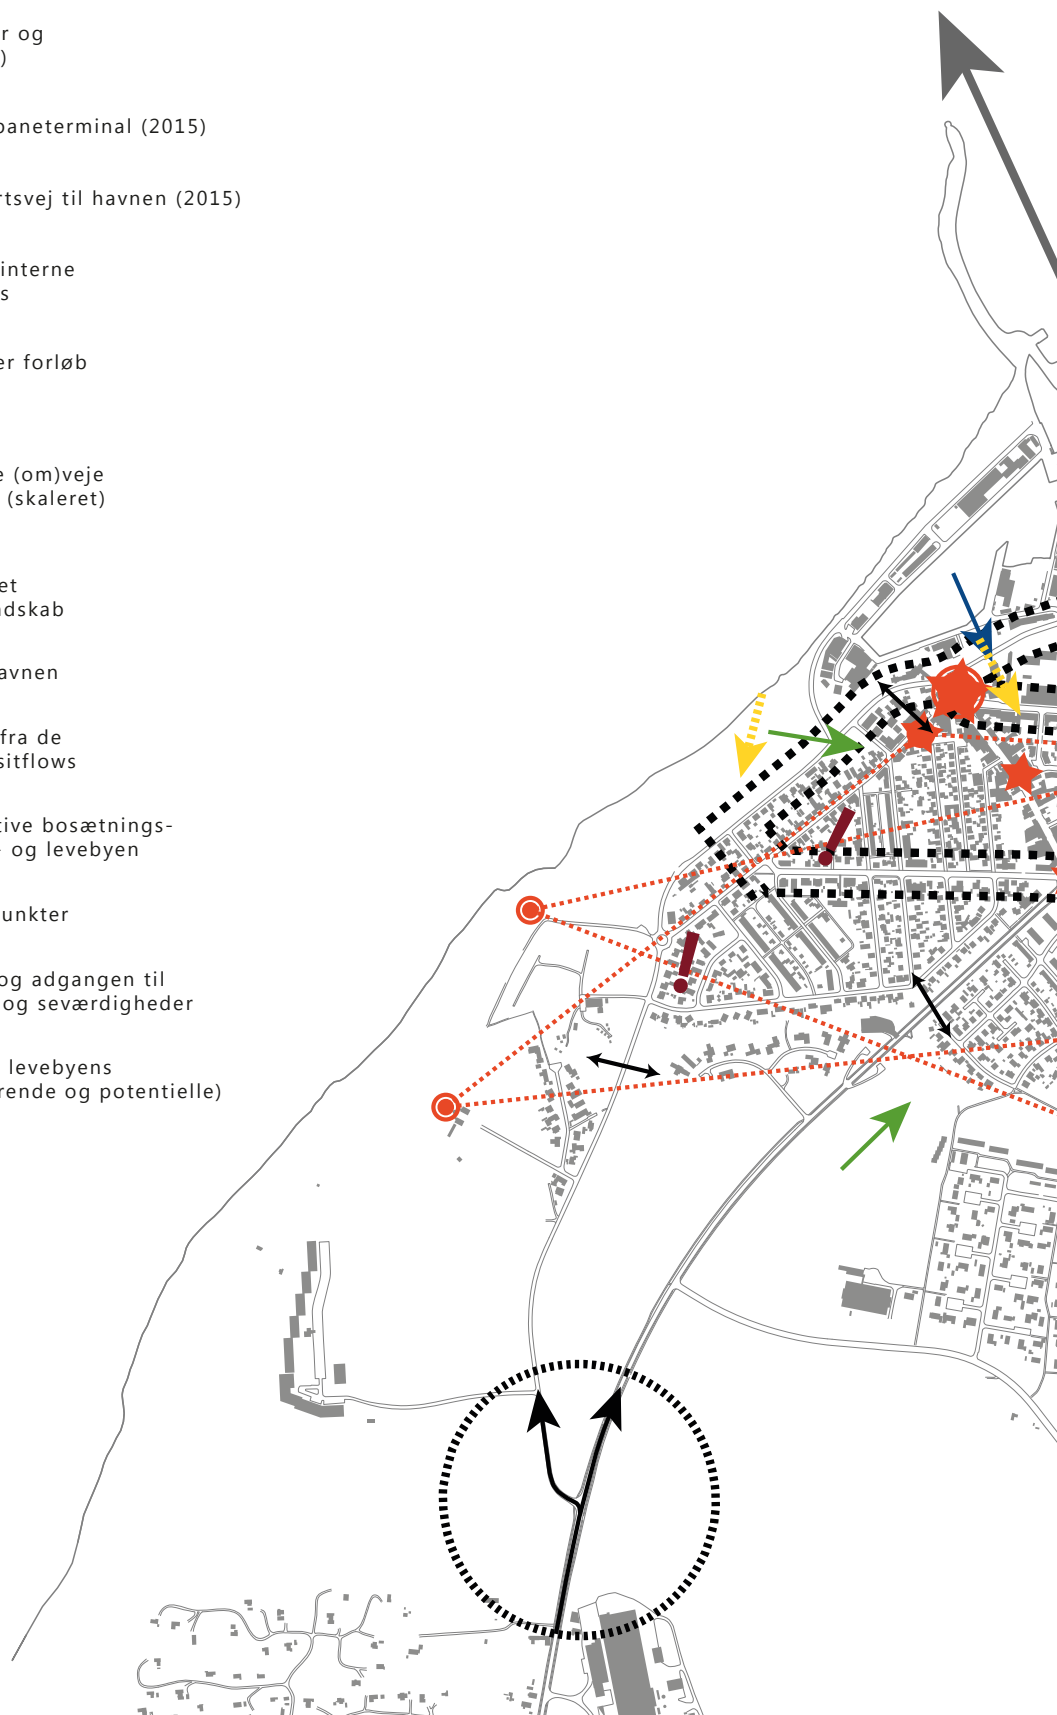 r og
)
baneterminal (2015)
rtsvej til havnen (2015)
interne
s
er forløb
e (om)veje
(skaleret)
et
dskab
avnen
fra de
sitflows
tive bosætnings-
- og levebyen
unkter
og adgangen til
og seværdigheder
levebyens
rende og potentielle)